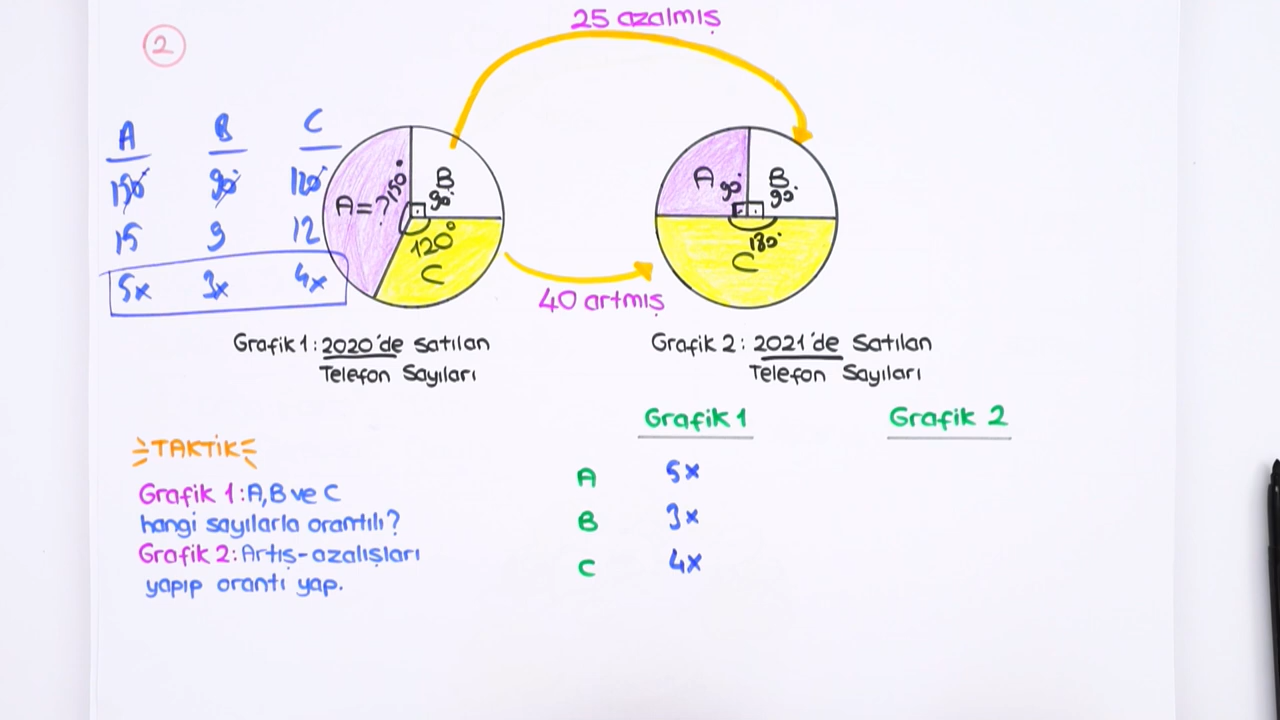 2
25 azalmış
A B C
150° 90° 120°
15 9 12
5x 3x 4x
A=?150°
B
90°
120°
C
A 90°
B
90°
180°
C
40 artmış
Grafik 1: 2020'de Satılan
Telefon Sayıları
Grafik 2: 2021'de Satılan
Telefon Sayıları
TAKTİK
Grafik 1: A,B ve C
hangi sayılarla orantılı?
Grafik 2: Artış-azalışları
yapıp orantı yap.
Grafik 1 Grafik 2
A 5x
B 3x
C 4x